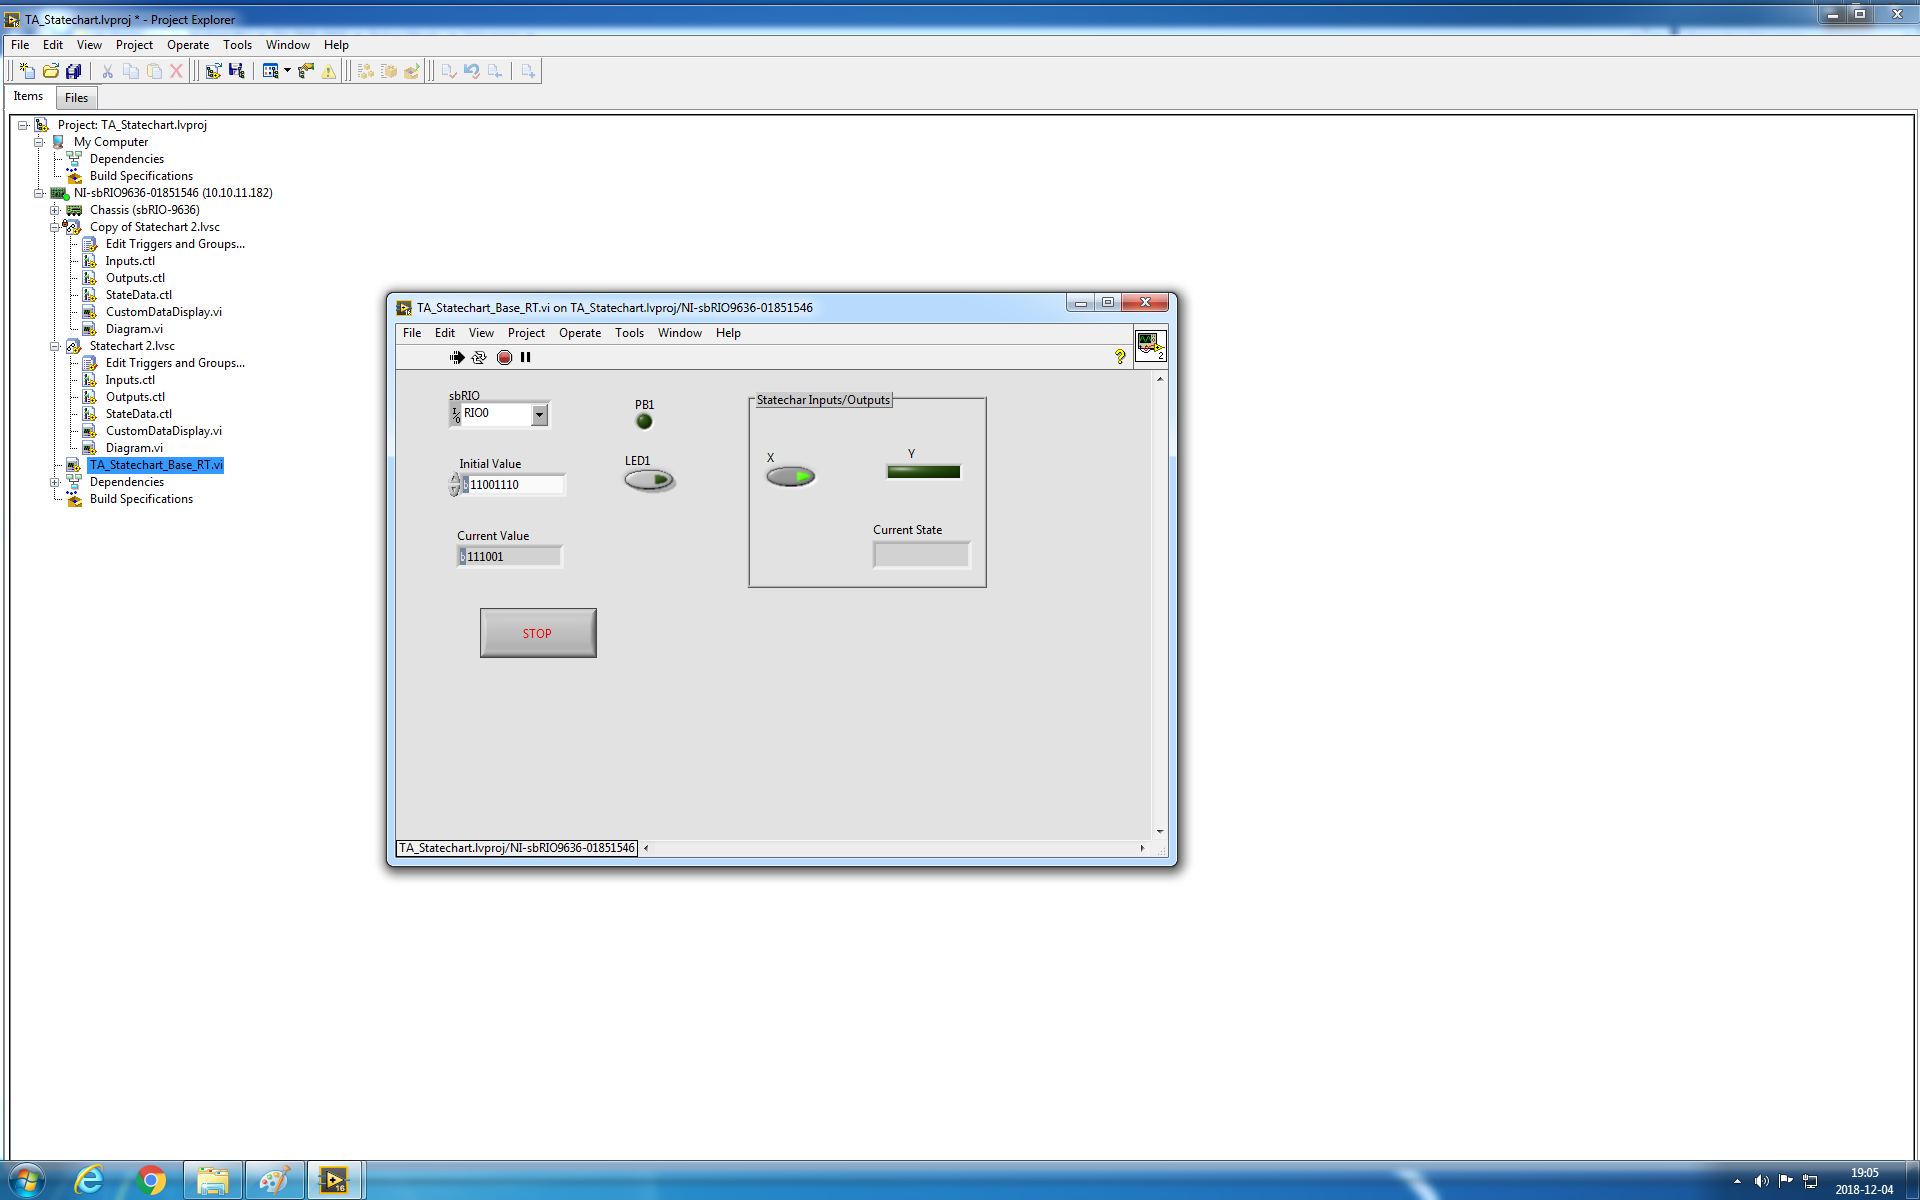 TA_Statechart.lvproj * - Project Explorer
File Edit View Project Operate Tools Window Help
Items Files
Project: TA_Statechart.lvproj
My Computer
Dependencies
Build Specifications
NI-sbRIO9636-01851546 (10.10.11.182)
Chassis (sbRIO-9636)
Copy of Statechart 2.lvsc
Edit Triggers and Groups...
Inputs.ctl
Outputs.ctl
StateData.ctl
CustomDataDisplay.vi
Diagram.vi
Statechart 2.lvsc
Edit Triggers and Groups...
Inputs.ctl
Outputs.ctl
StateData.ctl
CustomDataDisplay.vi
Diagram.vi
TA_Statechart_Base_RT.vi
Dependencies
Build Specifications
TA_Statechart_Base_RT.vi on TA_Statechart.lvproj/NI-sbRIO9636-01851546
File Edit View Project Operate Tools Window Help
2
sbRIO
I/O RIO0
PB1
Initial Value
b 11001110
LED1
Current Value
b 111001
STOP
Statechar Inputs/Outputs
X
Y
Current State
TA_Statechart.lvproj/NI-sbRIO9636-01851546
16
19:05
2018-12-04